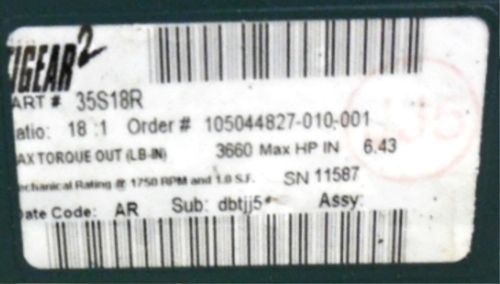 IGEAR2
ART # 35S18R
atio: 18 :1 Order # 105044827-010-001
AX TORQUE OUT (LB-IN) 3660 Max HP IN 6.43
echanical Rating @ 1750 RPM and 1.0 S.F. SN 11587
ate Code: AR Sub: dbtjj5* Assy: